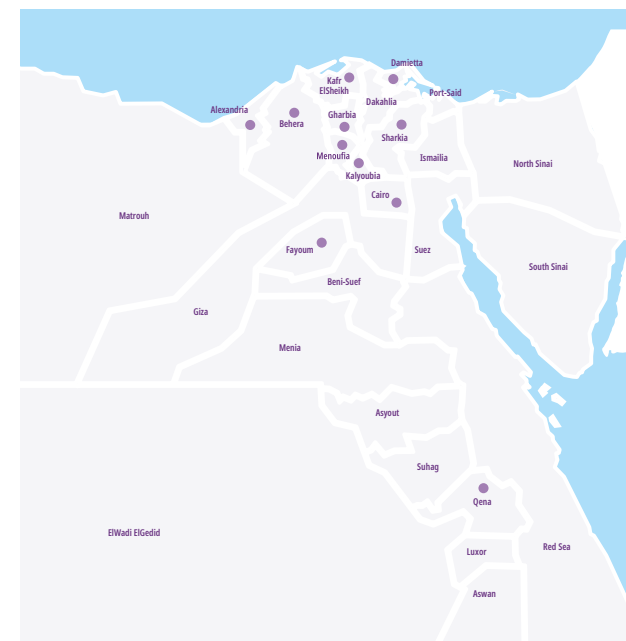 Damietta
Kafr
ElSheikh
Port-Said
Dakahlia
Alexandria
Gharbia
Behera
Sharkia
Menoufia
Ismailia
North Sinai
Kalyoubia
Cairo
Matrouh
Fayoum
Suez
South Sinai
Beni-Suef
Giza
Menia
Asyout
Suhag
Qena
ElWadi ElGedid
Red Sea
Luxor
Aswan